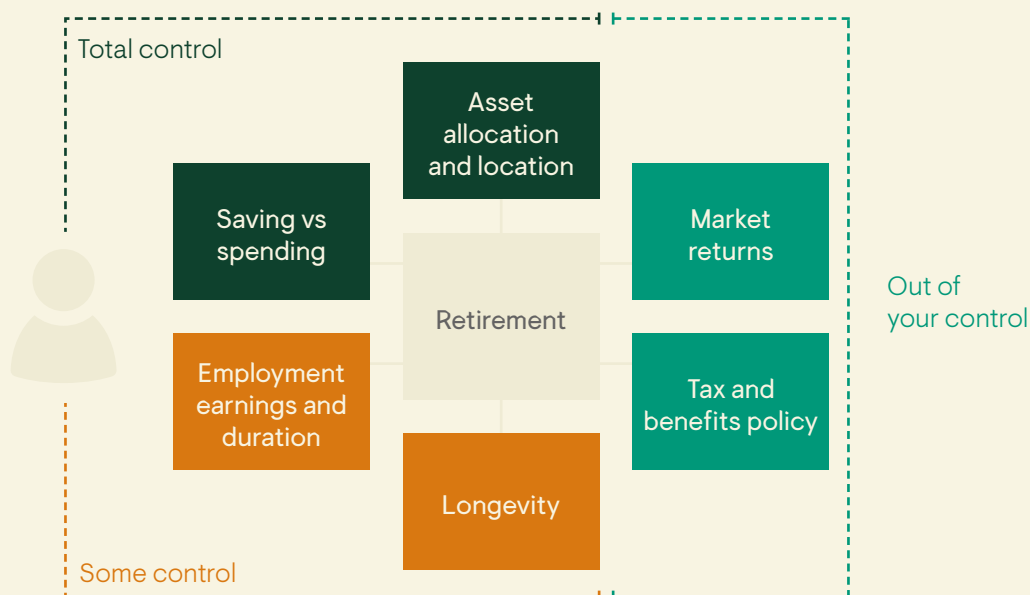 Total control
Asset
allocation
and location
Saving vs
spending
Market
returns
Retirement
Out of
your control
Employment
earnings and
duration
Tax and
benefits policy
Longevity
Some control